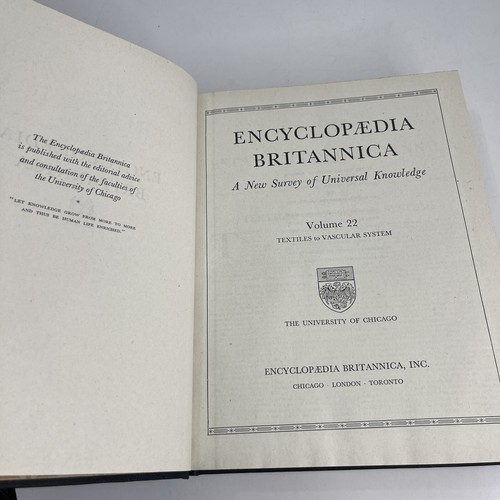 The Encyclopædia Britannica
is published with the editorial advice
and consultation of the faculties of
the University of Chicago
"LET KNOWLEDGE GROW FROM MORE TO MORE
AND THUS BE HUMAN LIFE ENRICHED."
ENCYCLOPÆDIA
BRITANNICA
A New Survey of Universal Knowledge
Volume 22
TEXTILES to VASCULAR SYSTEM
THE UNIVERSITY OF CHICAGO
ENCYCLOPÆDIA BRITANNICA, INC.
CHICAGO · LONDON · TORONTO